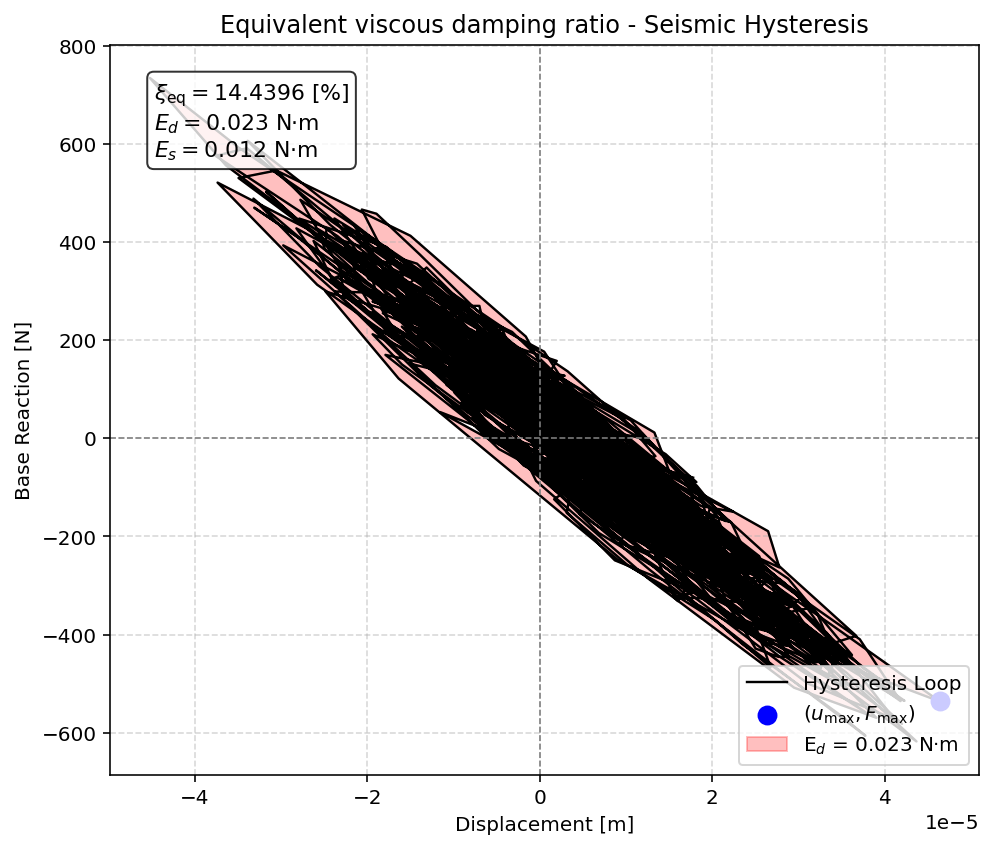 Equivalent viscous damping ratio - Seismic Hysteresis
800
600
400
200
0
−200
−400
−600
Base Reaction [N]
ξeq = 14.4396 [%]
Ed = 0.023 N·m
Es = 0.012 N·m
Hysteresis Loop
(umax, Fmax)
Ed = 0.023 N·m
−4
−2
0
2
4
1e−5
Displacement [m]